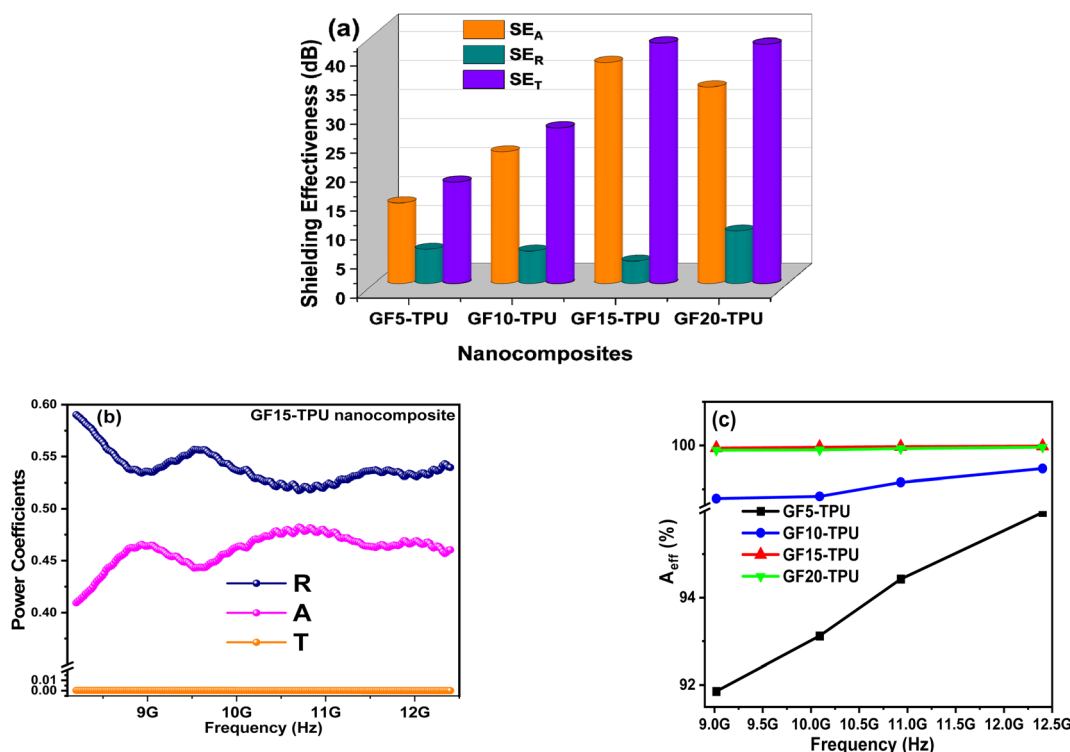 (a)
SE_A
SE_R
SE_T
Shielding Effectiveness (dB)
40
35
30
25
20
15
10
5
0
GF5-TPU GF10-TPU GF15-TPU GF20-TPU
Nanocomposites
(b) GF15-TPU nanocomposite
Power Coefficients
0.60
0.55
0.50
0.45
0.40
0.01
0.00
R
A
T
9G 10G 11G 12G
Frequency (Hz)
(c)
A_eff (%)
100
94
92
GF5-TPU
GF10-TPU
GF15-TPU
GF20-TPU
9.0G 9.5G 10.0G 10.5G 11.0G 11.5G 12.0G 12.5G
Frequency (Hz)